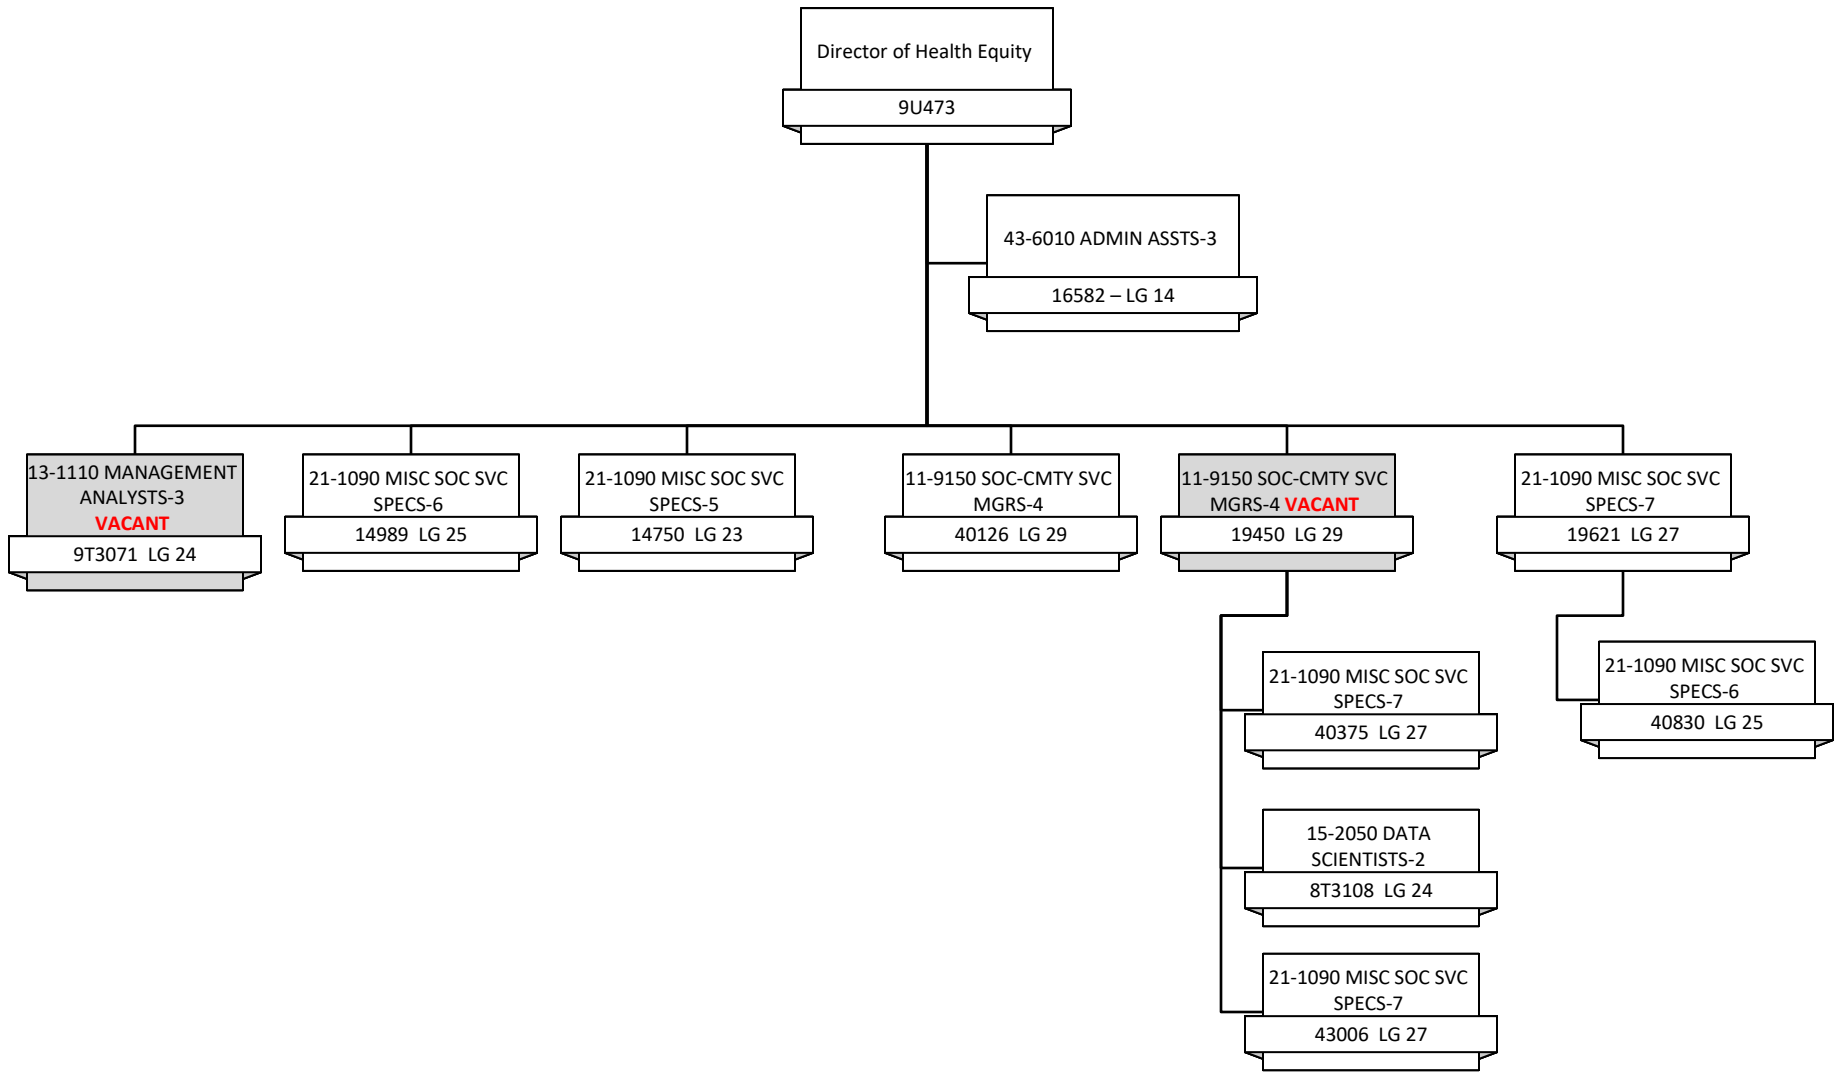 Director of Health Equity
9U473
43-6010 ADMIN ASSTS-3
16582 – LG 14
13-1110 MANAGEMENT
ANALYSTS-3
VACANT
9T3071 LG 24
21-1090 MISC SOC SVC
SPECS-6
14989 LG 25
21-1090 MISC SOC SVC
SPECS-5
14750 LG 23
11-9150 SOC-CMTY SVC
MGRS-4
40126 LG 29
11-9150 SOC-CMTY SVC
MGRS-4 VACANT
19450 LG 29
21-1090 MISC SOC SVC
SPECS-7
19621 LG 27
21-1090 MISC SOC SVC
SPECS-7
40375 LG 27
21-1090 MISC SOC SVC
SPECS-6
40830 LG 25
15-2050 DATA
SCIENTISTS-2
8T3108 LG 24
21-1090 MISC SOC SVC
SPECS-7
43006 LG 27